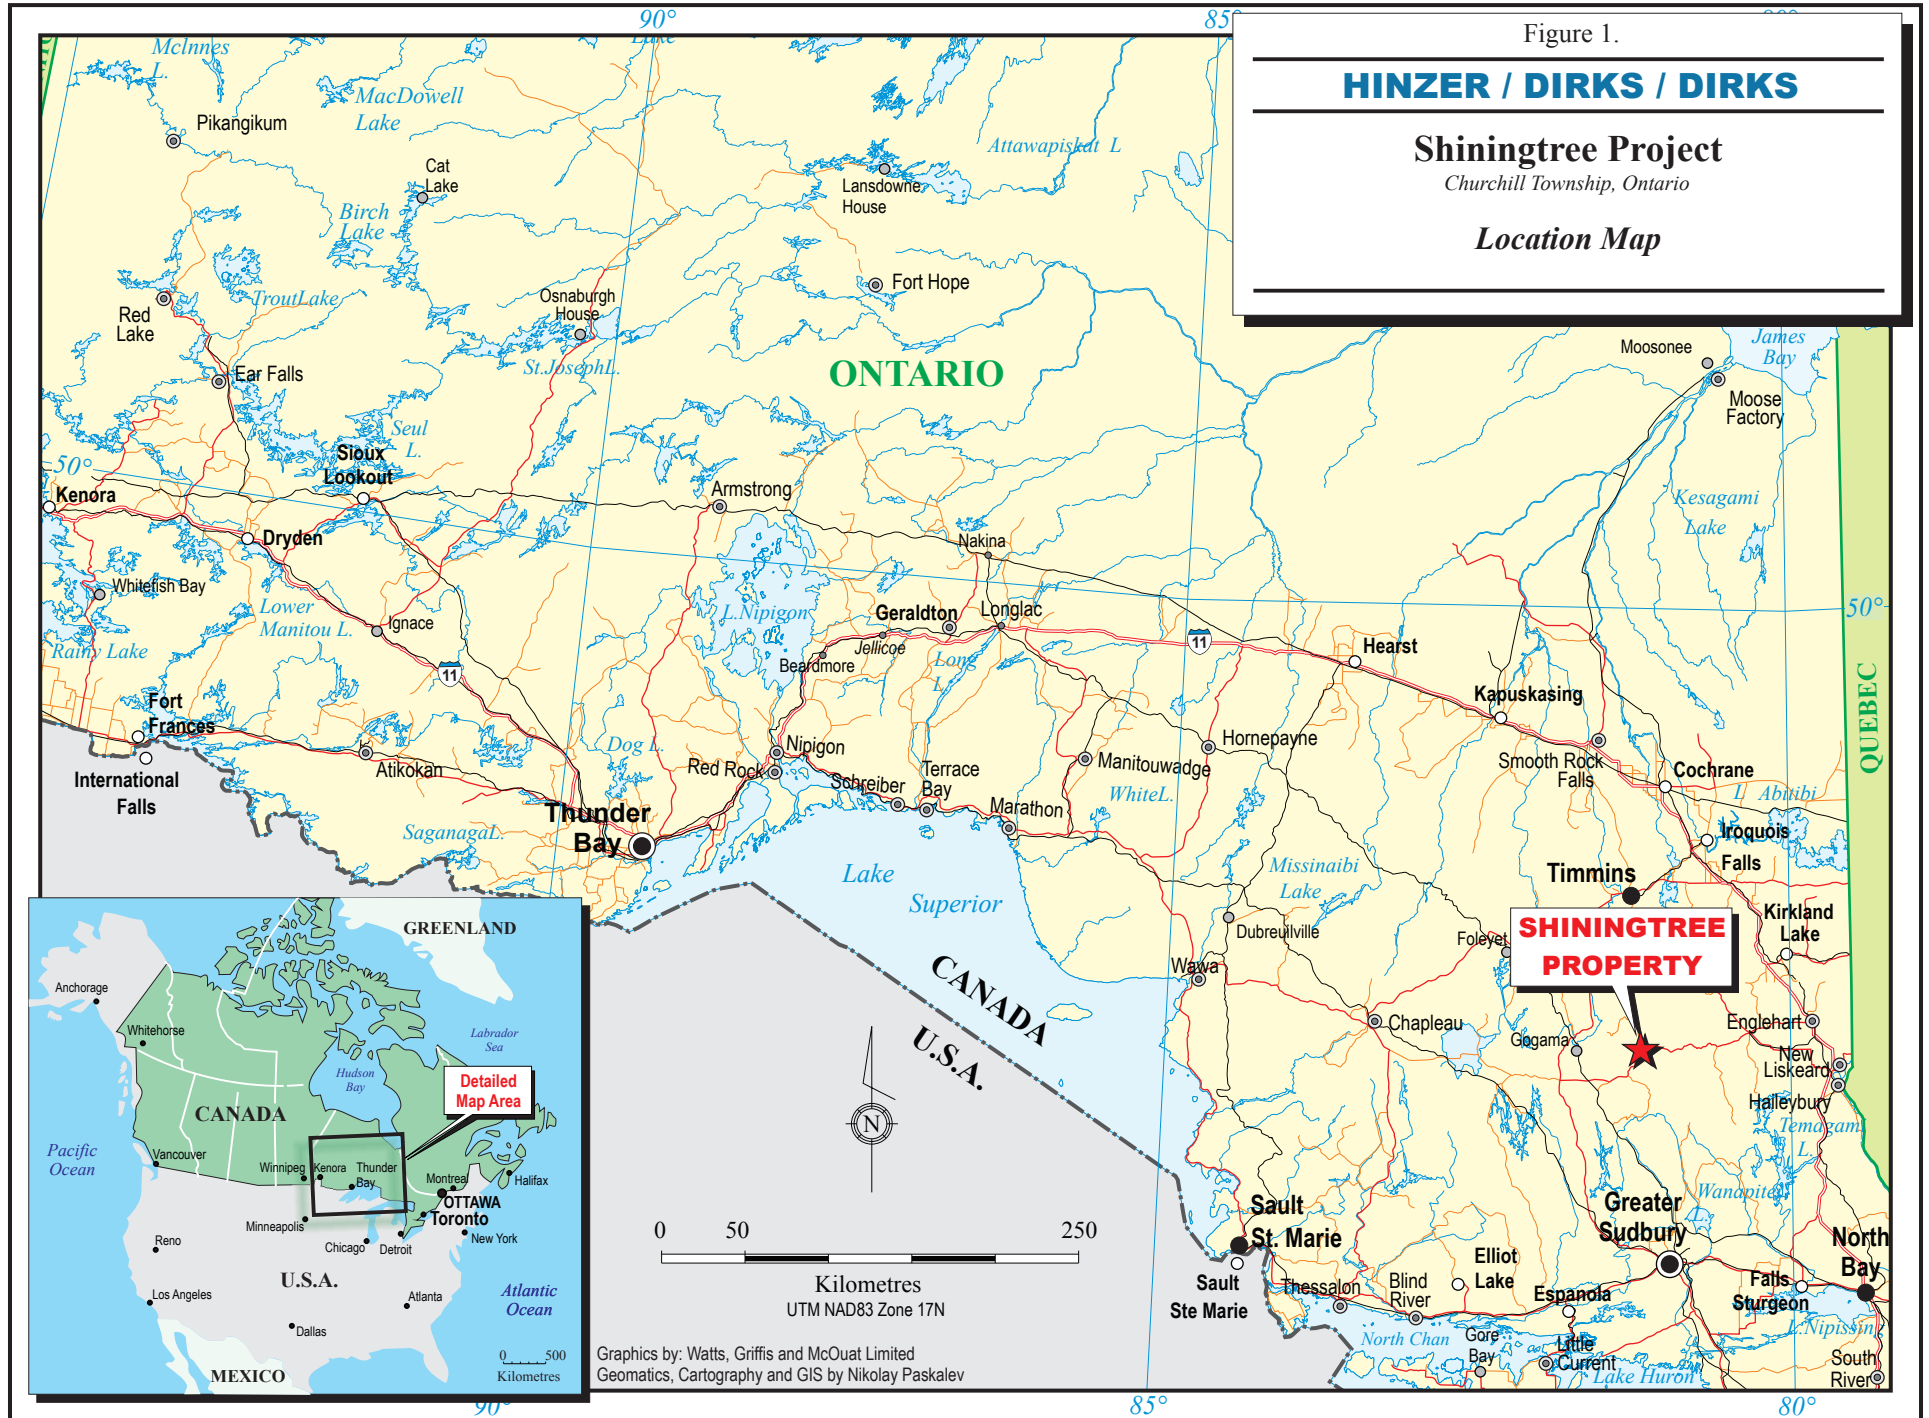 90°
85°
Figure 1.
HINZER / DIRKS / DIRKS
Shiningtree Project
Churchill Township, Ontario
Location Map
McInnes
L.
Lake
MacDowell
Lake
Pikangikum
Cat
Lake
Birch
Lake
Attawapiskat L
Lansdowne
House
Fort Hope
Red
Lake
TroutLake
Osnaburgh
House
St.JosephL.
ONTARIO
Ear Falls
Moosonee
James
Bay
Moose
Factory
Seul
L.
Sioux
Lookout
50°
Kenora
Armstrong
Kesagami
Lake
Dryden
Nakina
Whitefish Bay
Lower
Manitou L.
Ignace
L.Nipigon
Geraldton
Longlac
50°
Rainy Lake
Jellicoe
Beardmore
Long
L.
11
11
Hearst
Kapuskasing
QUEBEC
Fort
Frances
Dog L.
Nipigon
Hornepayne
Atikokan
Red Rock
Manitouwadge
Smooth Rock
Falls
Cochrane
International
Falls
Schreiber
Terrace
Bay
WhiteL.
L Abitibi
Marathon
Thunder
Bay
SaganagaL.
Iroquois
Falls
Lake
Superior
Missinaibi
Lake
Timmins
SHININGTREE
PROPERTY
Kirkland
Lake
Dubreuilville
Foleyet
Wawa
CANADA
U.S.A.
Chapleau
Gogama
Englehart
New
Liskeard
Haileybury
Temagam
L.
N
Wanapitei
L.
Sault
St. Marie
Greater
Sudbury
North
Bay
Sault
Ste Marie
Thessalon
Blind
River
Elliot
Lake
Espanola
Falls
Sturgeon
L.Nipissin
North Chan
Gore
Bay
Little
Current
Lake Huron
South
River
0 50 250
Kilometres
UTM NAD83 Zone 17N
Graphics by: Watts, Griffis and McOuat Limited
Geomatics, Cartography and GIS by Nikolay Paskalev
GREENLAND
Anchorage
Whitehorse
Labrador
Sea
Hudson
Bay
Detailed
Map Area
CANADA
Pacific
Ocean
Vancouver
Winnipeg
Kenora
Thunder
Bay
Montreal
Halifax
OTTAWA
Toronto
Minneapolis
New York
Reno
Chicago
Detroit
U.S.A.
Los Angeles
Atlanta
Atlantic
Ocean
Dallas
0 500
Kilometres
MEXICO
90°
85°
80°